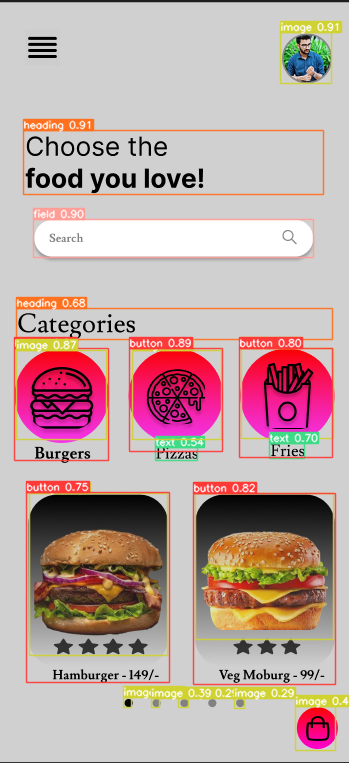 image 0.91
heading 0.91
Choose the
food you love!
field 0.90
Search
heading 0.68
Categories
image 0.87
button 0.89
button 0.80
text 0.54
text 0.70
Burgers
Pizzas
Fries
button 0.75
button 0.82
Hamburger - 149/-
Veg Moburg - 99/-
image 0.39
image 0.29
image 0.4